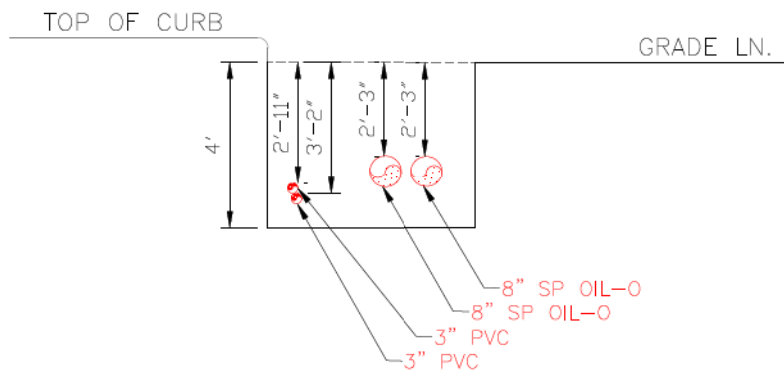 TOP OF CURB
GRADE LN.
4'
2'-11"
3'-2"
2'-3"
2'-3"
8" SP OIL-O
8" SP OIL-O
3" PVC
3" PVC